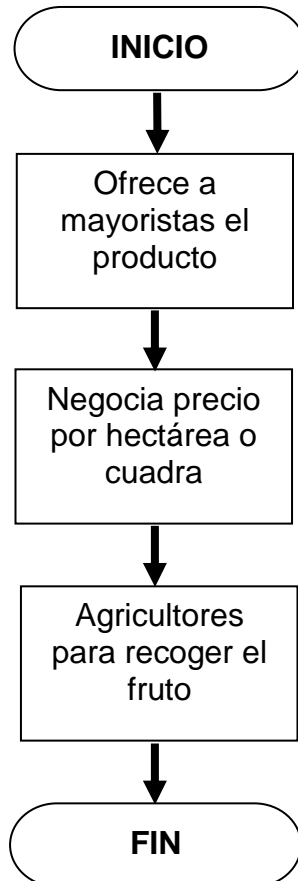 INICIO
Ofrece a
mayoristas el
producto
Negocia precio
por hectárea o
cuadra
Agricultores
para recoger el
fruto
FIN